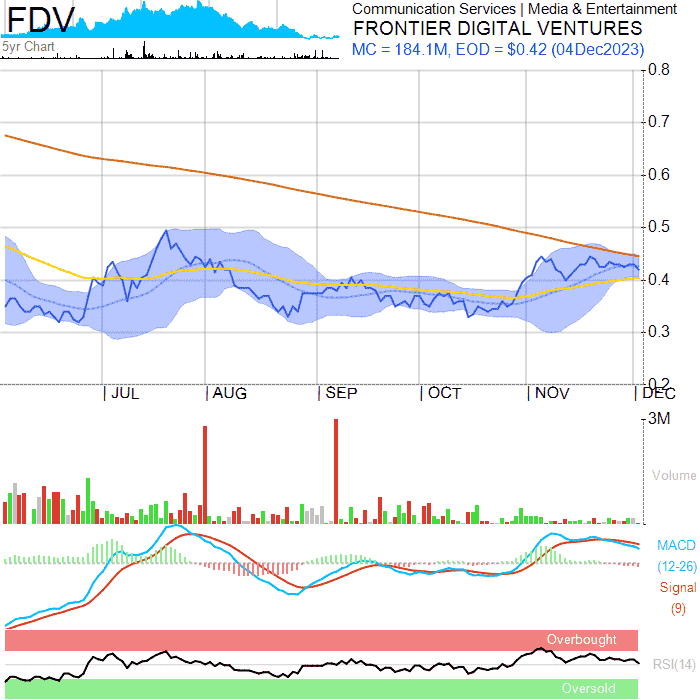 FDV
5yr Chart
Communication Services | Media & Entertainment
FRONTIER DIGITAL VENTURES
MC = 184.1M, EOD = $0.42 (04Dec2023)
0.8
0.7
0.6
0.5
0.4
0.3
0.2
JUL AUG SEP OCT NOV DEC
3M
Volume
MACD
(12-26)
Signal
(9)
Overbought
RSI(14)
Oversold